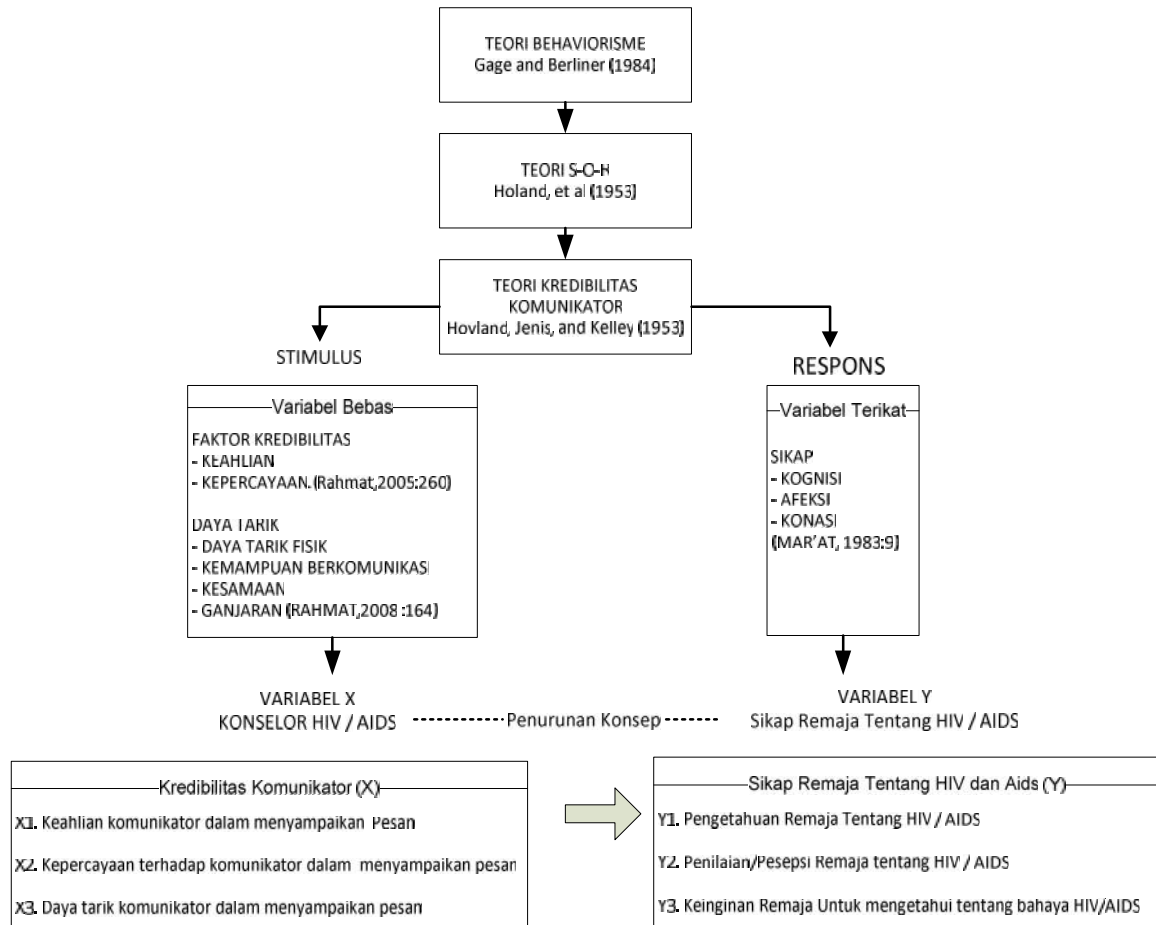 TEORI BEHAVIORISME
Gage and Berliner (1984)
TEORI S-O-R
Holand, et al (1953)
TEORI KREDIBILITAS
KOMUNIKATOR
Hovland, Jenis, and Kelley (1953)
STIMULUS
Variabel Bebas
FAKTOR KREDIBILITAS
- KEAHLIAN
- KEPERCAYAAN. (Rahmat,2005:260)
DAYA TARIK
- DAYA TARIK FISIK
- KEMAMPUAN BERKOMUNIKASI
- KESAMAAN
- GANJARAN (RAHMAT,2008 :164)
RESPONS
Variabel Terikat
SIKAP
- KOGNISI
- AFEKSI
- KONASI
(MAR'AT, 1983:9)
VARIABEL X
KONSELOR HIV / AIDS
Penurunan Konsep
VARIABEL Y
Sikap Remaja Tentang HIV / AIDS
Kredibilitas Komunikator (X)
X1. Keahlian komunikator dalam menyampaikan Pesan
X2. Kepercayaan terhadap komunikator dalam menyampaikan pesan
X3. Daya tarik komunikator dalam menyampaikan pesan
Sikap Remaja Tentang HIV dan Aids (Y)
Y1. Pengetahuan Remaja Tentang HIV / AIDS
Y2. Penilaian/Pesepsi Remaja tentang HIV / AIDS
Y3. Keinginan Remaja Untuk mengetahui tentang bahaya HIV/AIDS